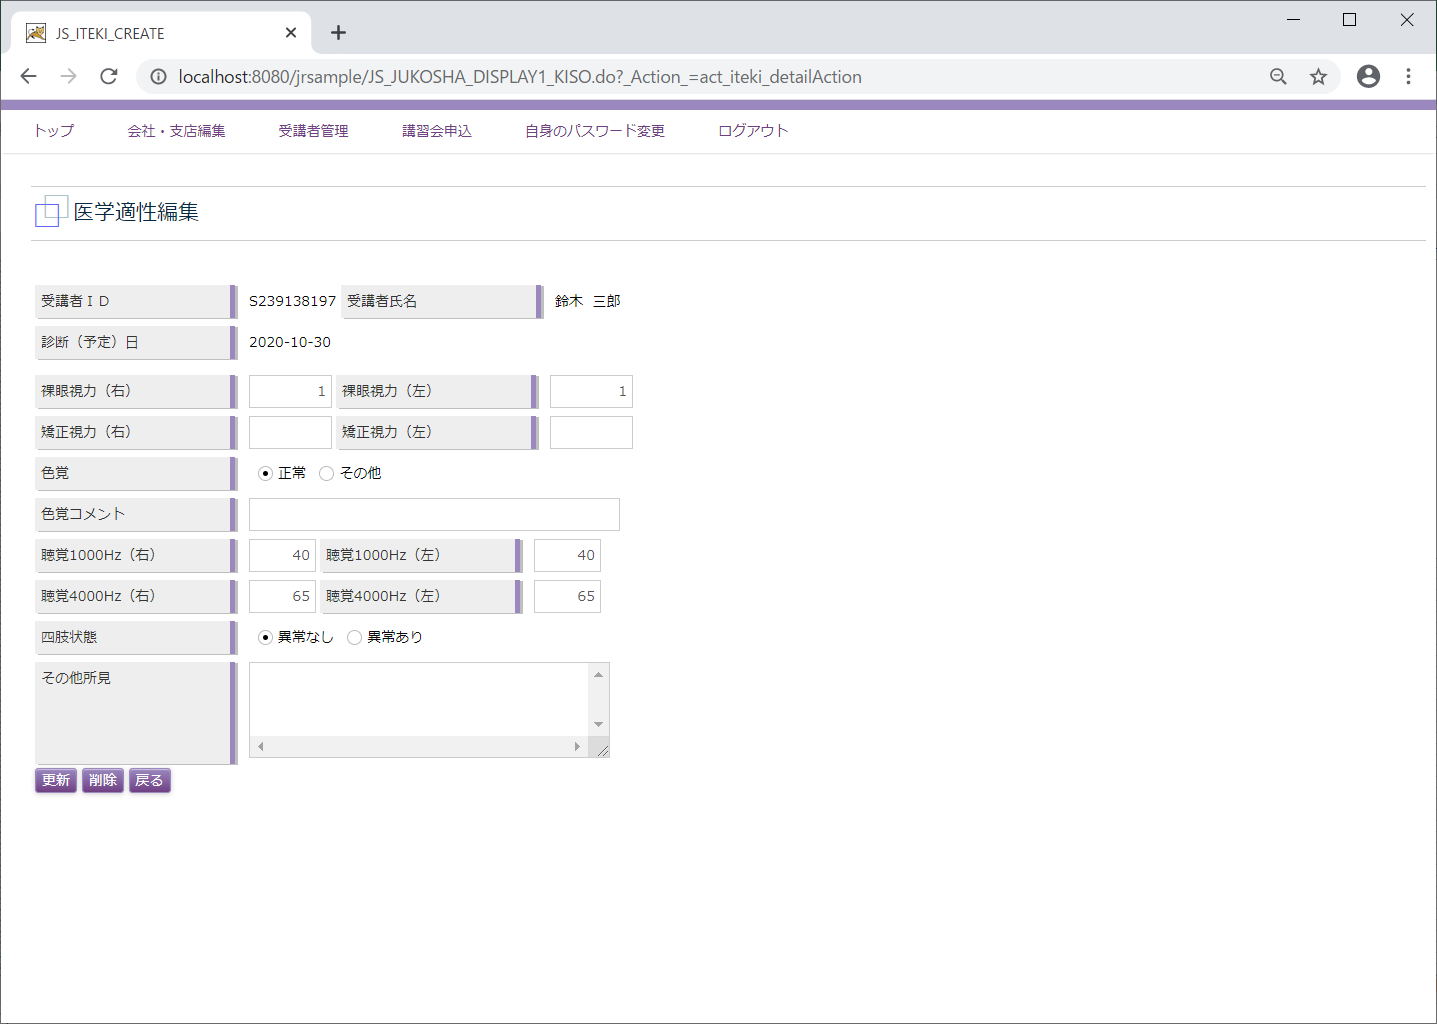 JS_ITEKI_CREATE
localhost:8080/jrsample/JS_JUKOSHA_DISPLAY1_KISO.do?_Action_=act_iteki_detailAction
トップ 会社・支店編集 受講者管理 講習会申込 自身のパスワード変更 ログアウト
医学適性編集
受講者ＩＤ S239138197 受講者氏名 鈴木 三郎
診断（予定）日 2020-10-30
裸眼視力（右） 1 裸眼視力（左） 1
矯正視力（右） 矯正視力（左）
色覚 正常 その他
色覚コメント
聴覚1000Hz（右） 40 聴覚1000Hz（左） 40
聴覚4000Hz（右） 65 聴覚4000Hz（左） 65
四肢状態 異常なし 異常あり
その他所見
更新 削除 戻る